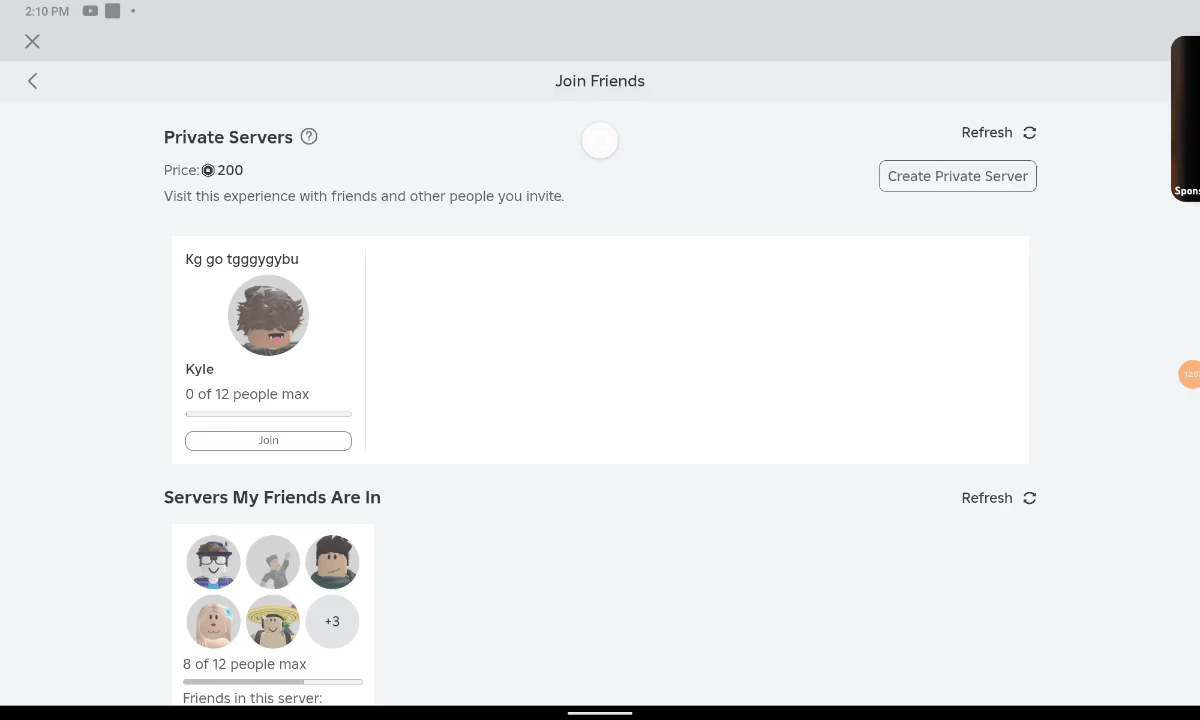 2:10 PM
Join Friends
Private Servers
Refresh
Price: 200
Create Private Server
Visit this experience with friends and other people you invite.
Kg go tgggygybu
Kyle
0 of 12 people max
Join
Servers My Friends Are In
Refresh
+3
8 of 12 people max
Friends in this server: